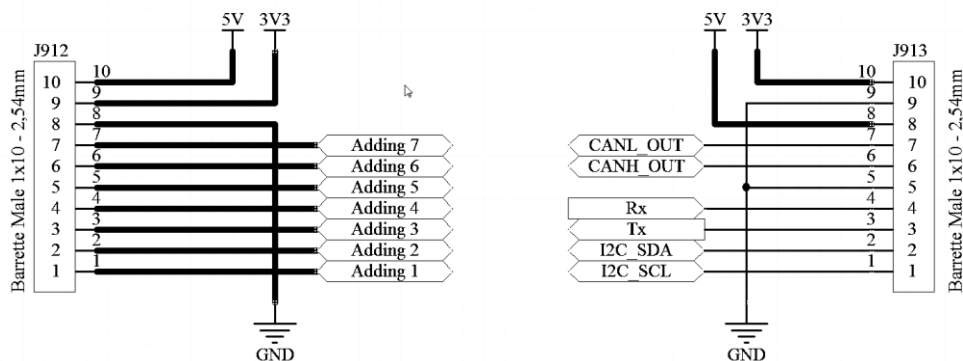 5V
3V3
J912
Barrette Male 1x10 - 2,54mm
10
10
9
9
8
8
7
7
Adding 7
6
6
Adding 6
5
5
Adding 5
4
4
Adding 4
3
3
Adding 3
2
2
Adding 2
1
1
Adding 1
GND
5V
3V3
J913
10
10
9
9
8
8
CANL_OUT
7
7
CANH_OUT
6
6
5
5
Rx
4
4
Tx
3
3
I2C_SDA
2
2
I2C_SCL
1
1
Barrette Male 1x10 - 2,54mm
GND